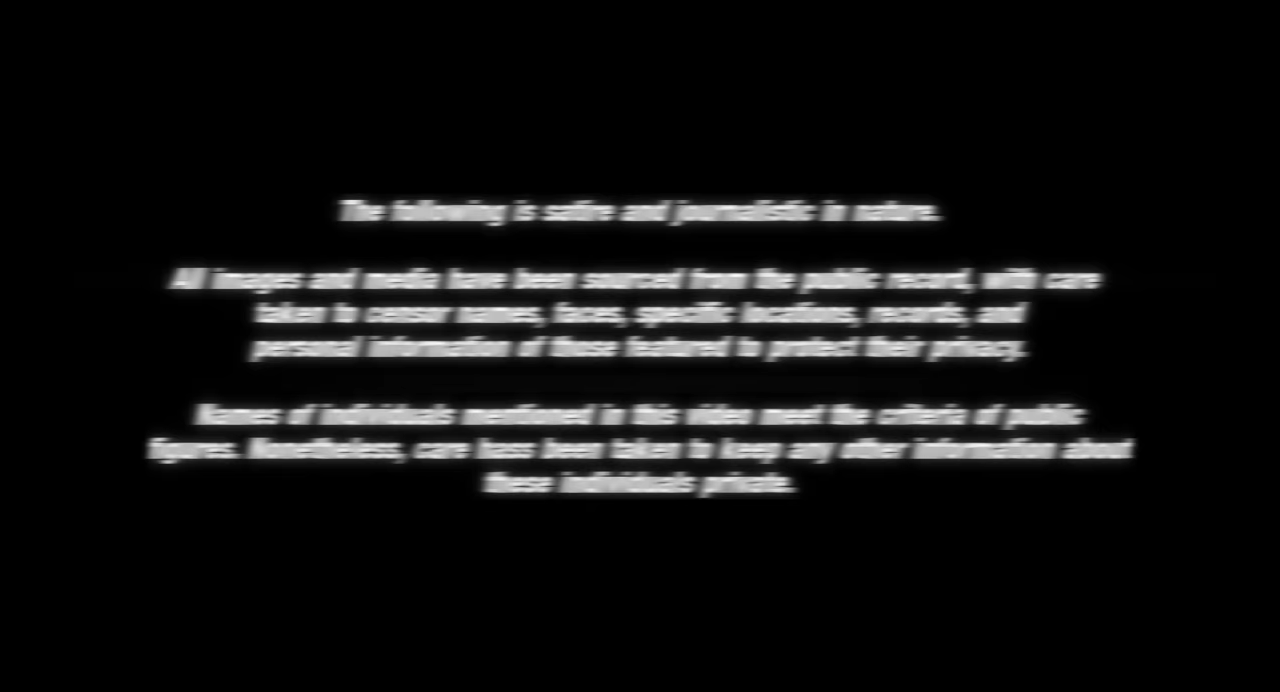 The following is satire and journalistic in nature.
All images and media have been sourced from the public record, with care
taken to censor names, faces, specific locations, records, and
personal information of those featured to protect their privacy.
Names of individuals mentioned in this video meet the criteria of public
figures. Nonetheless, care hass been taken to keep any other information about
these individuals private.